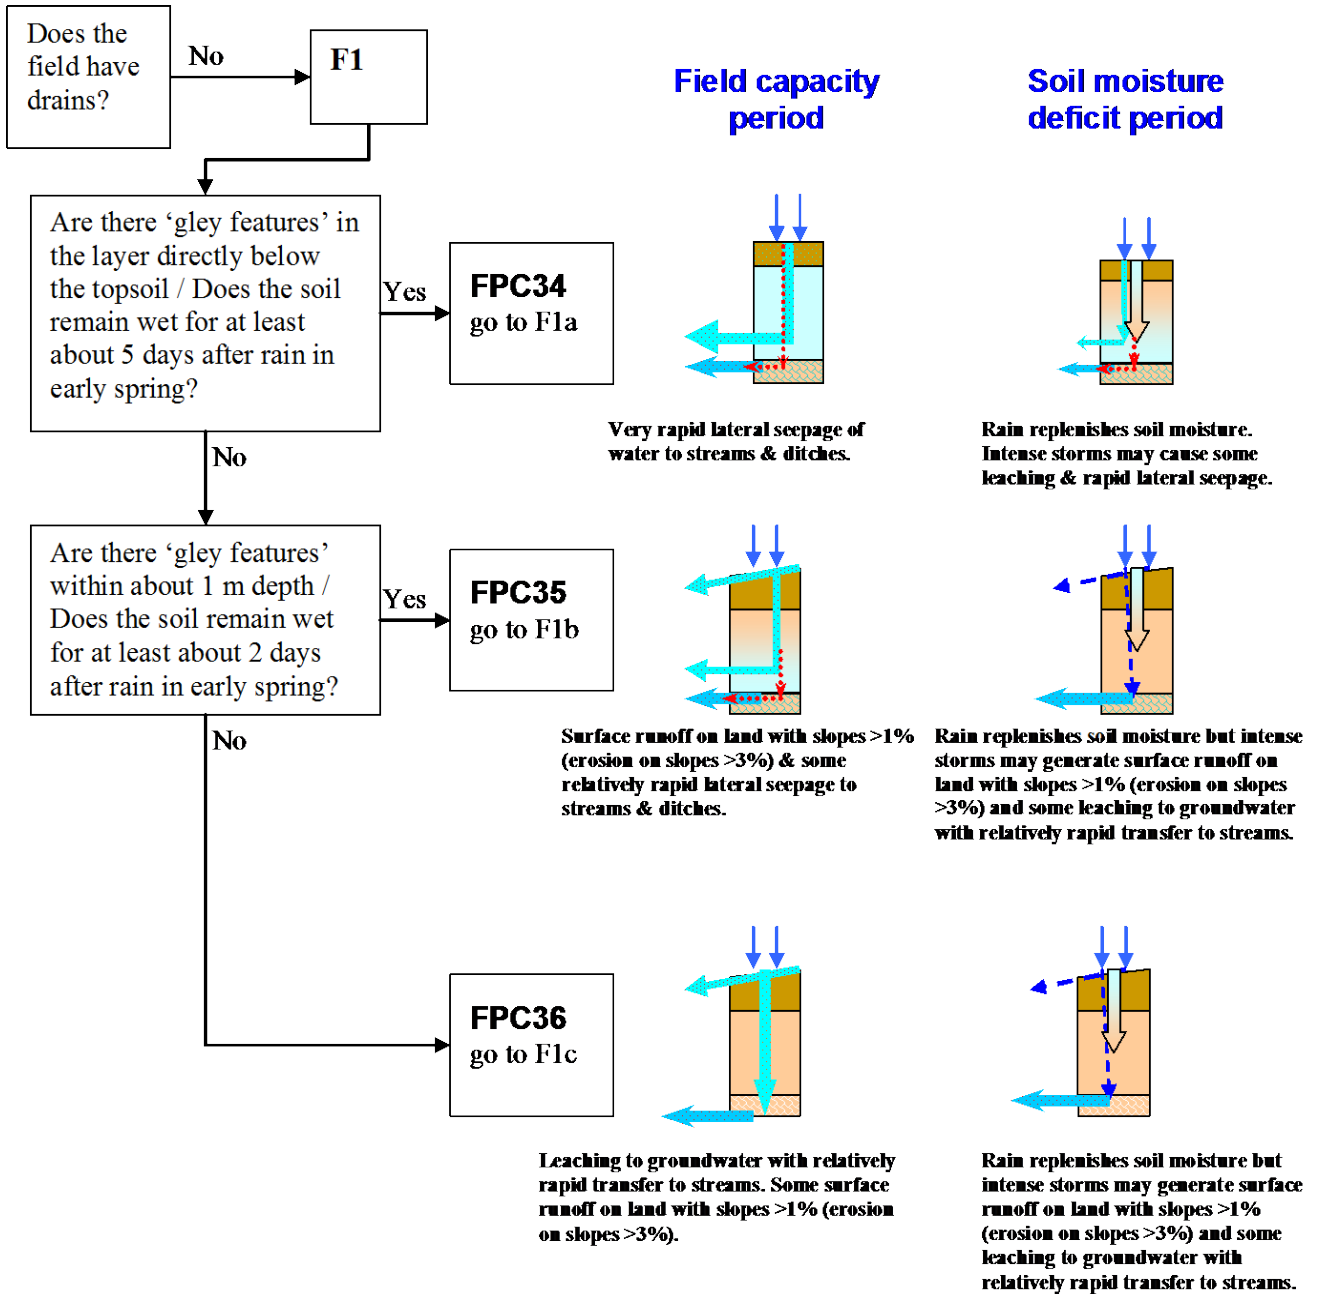 Does the
field have
drains?
No
F1
Field capacity
period
Soil moisture
deficit period
Are there ‘gley features’ in
the layer directly below
the topsoil / Does the soil
remain wet for at least
about 5 days after rain in
early spring?
Yes
FPC34
go to F1a
Very rapid lateral seepage of
water to streams & ditches.
Rain replenishes soil moisture.
Intense storms may cause some
leaching & rapid lateral seepage.
No
Are there ‘gley features’
within about 1 m depth /
Does the soil remain wet
for at least about 2 days
after rain in early spring?
Yes
FPC35
go to F1b
Surface runoff on land with slopes >1%
(erosion on slopes >3%) & some
relatively rapid lateral seepage to
streams & ditches.
Rain replenishes soil moisture but intense
storms may generate surface runoff on
land with slopes >1% (erosion on slopes
>3%) and some leaching to groundwater
with relatively rapid transfer to streams.
No
FPC36
go to F1c
Leaching to groundwater with relatively
rapid transfer to streams. Some surface
runoff on land with slopes >1% (erosion
on slopes >3%).
Rain replenishes soil moisture but
intense storms may generate surface
runoff on land with slopes >1%
(erosion on slopes >3%) and some
leaching to groundwater with
relatively rapid transfer to streams.